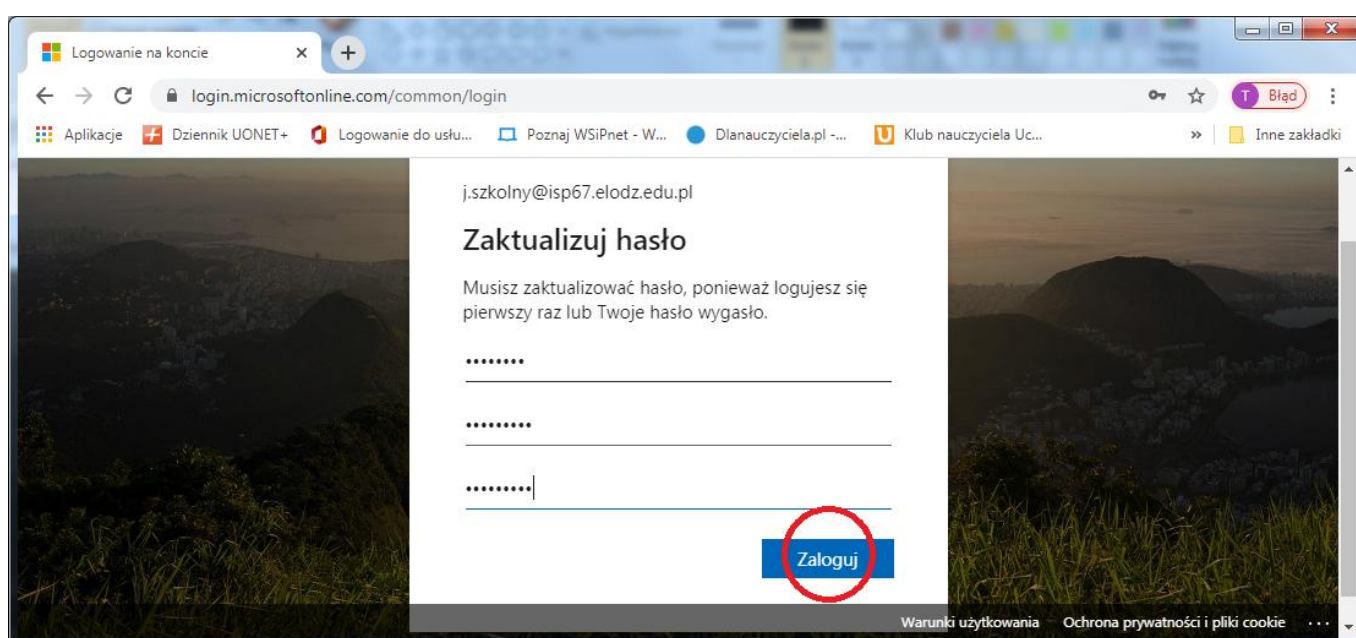 Logowanie na koncie
login.microsoftonline.com/common/login
T Błąd
Aplikacje Dziennik UONET+ Logowanie do usłu... Poznaj WSiPnet - W... Dlanauczyciela.pl -... Klub nauczyciela Uc... » Inne zakładki
j.szkolny@isp67.elodz.edu.pl
Zaktualizuj hasło
Musisz zaktualizować hasło, ponieważ logujesz się
pierwszy raz lub Twoje hasło wygasło.
••••••••
•••••••••
•••••••••
Zaloguj
Warunki użytkowania Ochrona prywatności i pliki cookie ...